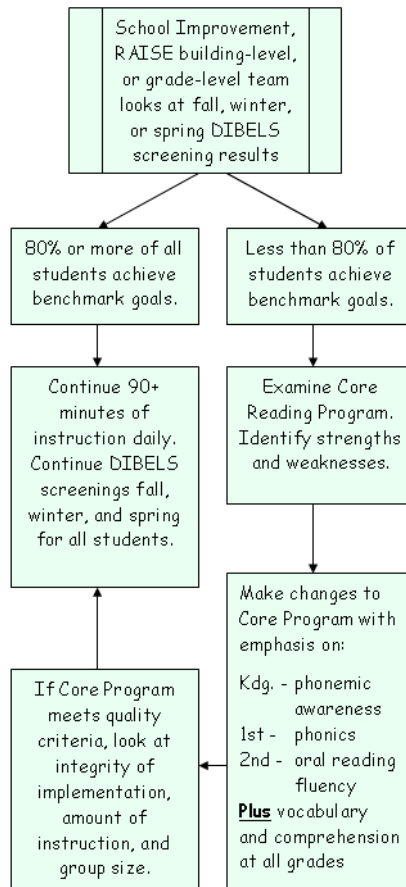 School Improvement,
RAISE building-level,
or grade-level team
looks at fall, winter,
or spring DIBELS
screening results
80% or more of all
students achieve
benchmark goals.
Less than 80% of
students achieve
benchmark goals.
Continue 90+
minutes of
instruction daily.
Continue DIBELS
screenings fall,
winter, and spring
for all students.
Examine Core
Reading Program.
Identify strengths
and weaknesses.
Make changes to
Core Program with
emphasis on:
Kdg. - phonemic
awareness
1st - phonics
2nd - oral reading
fluency
Plus vocabulary
and comprehension
at all grades
If Core Program
meets quality
criteria, look at
integrity of
implementation,
amount of
instruction, and
group size.